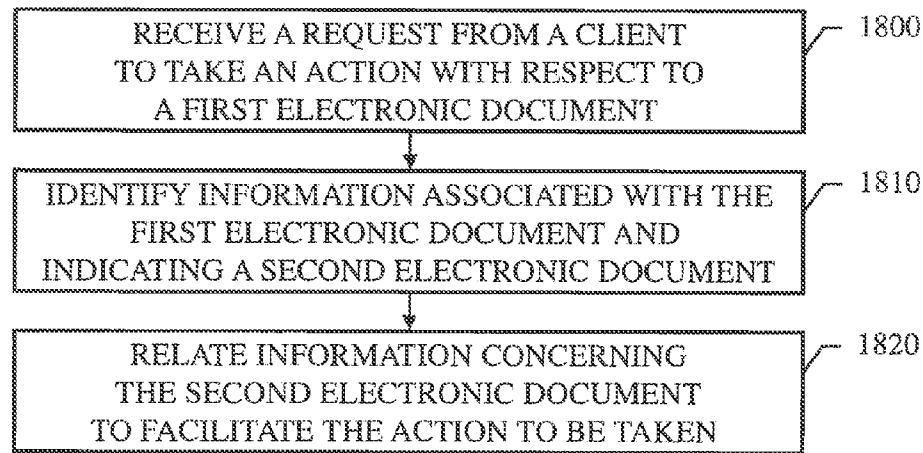 RECEIVE A REQUEST FROM A CLIENT
TO TAKE AN ACTION WITH RESPECT TO
A FIRST ELECTRONIC DOCUMENT
1800
IDENTIFY INFORMATION ASSOCIATED WITH THE
FIRST ELECTRONIC DOCUMENT AND
INDICATING A SECOND ELECTRONIC DOCUMENT
1810
RELATE INFORMATION CONCERNING
THE SECOND ELECTRONIC DOCUMENT
TO FACILITATE THE ACTION TO BE TAKEN
1820